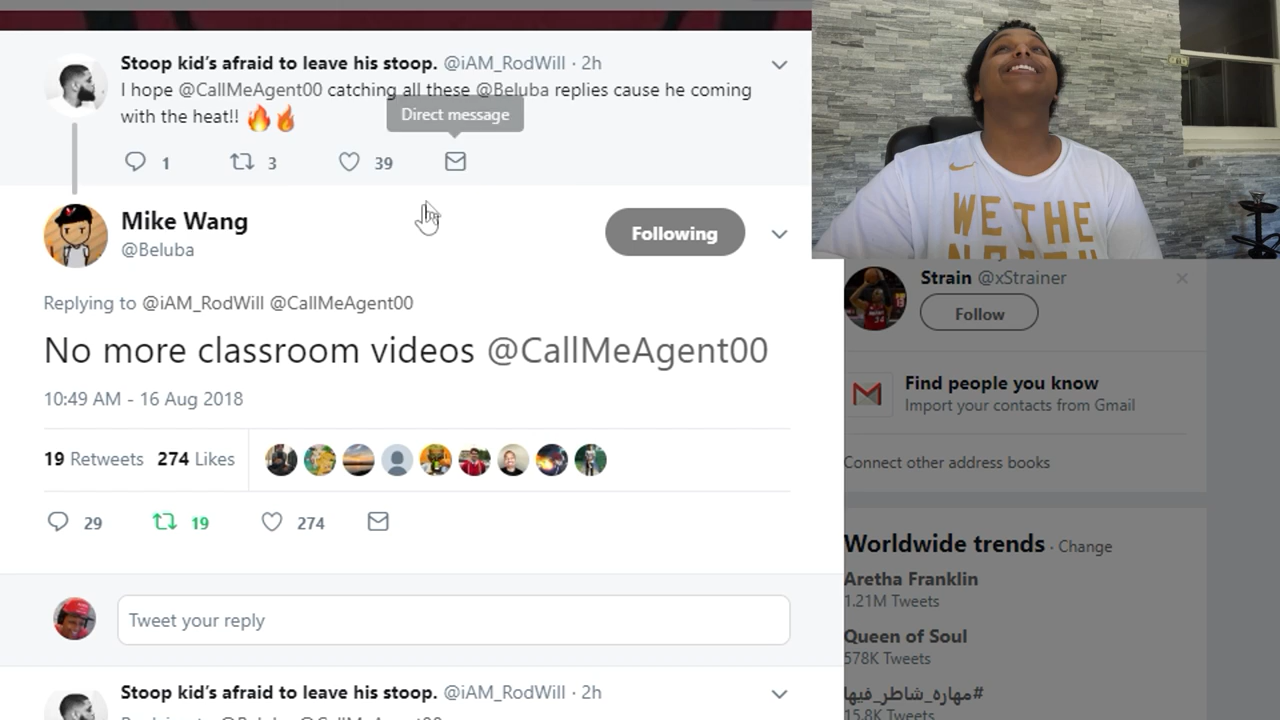 Stoop kid's afraid to leave his stoop. @iAM_RodWill · 2h
I hope @CallMeAgent00 catching all these @Beluba replies cause he coming
with the heat!! 🔥🔥
Direct message
1 3 39
Mike Wang
@Beluba
Following
Replying to @iAM_RodWill @CallMeAgent00
No more classroom videos @CallMeAgent00
10:49 AM - 16 Aug 2018
19 Retweets 274 Likes
29 19 274
Tweet your reply
Stoop kid's afraid to leave his stoop. @iAM_RodWill · 2h
WE THE
NORTH
Strain @xStrainer
Follow
Find people you know
Import your contacts from Gmail
Connect other address books
Worldwide trends · Change
Aretha Franklin
1.21M Tweets
Queen of Soul
578K Tweets
#مهاره_شاطر_فيها
15.8K Tweets